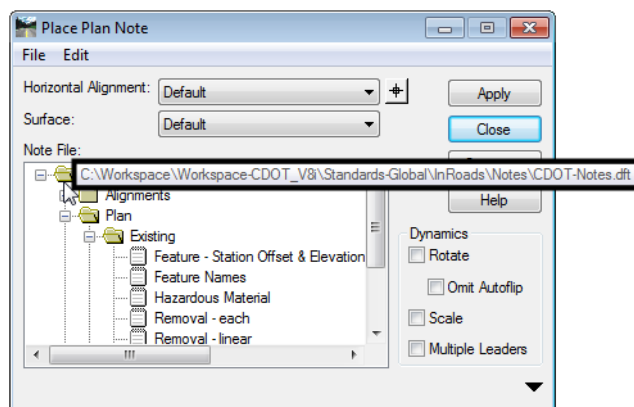 Place Plan Note
File Edit
Horizontal Alignment: Default
Apply
Surface: Default
Close
Note File:
C:\Workspace\Workspace-CDOT_V8i\Standards-Global\InRoads\Notes\CDOT-Notes.dft
Alignments
Help
Plan
Existing
Dynamics
Feature - Station Offset & Elevation
Rotate
Feature Names
Omit Autoflip
Hazardous Material
Removal - each
Scale
Removal - linear
Multiple Leaders